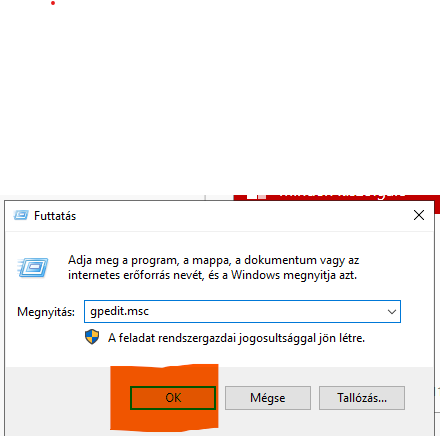 Futtatás
Adja meg a program, a mappa, a dokumentum vagy az
internetes erőforrás nevét, és a Windows megnyitja azt.
Megnyitás: gpedit.msc
A feladat rendszergazdai jogosultsággal jön létre.
OK Mégse Tallózás...